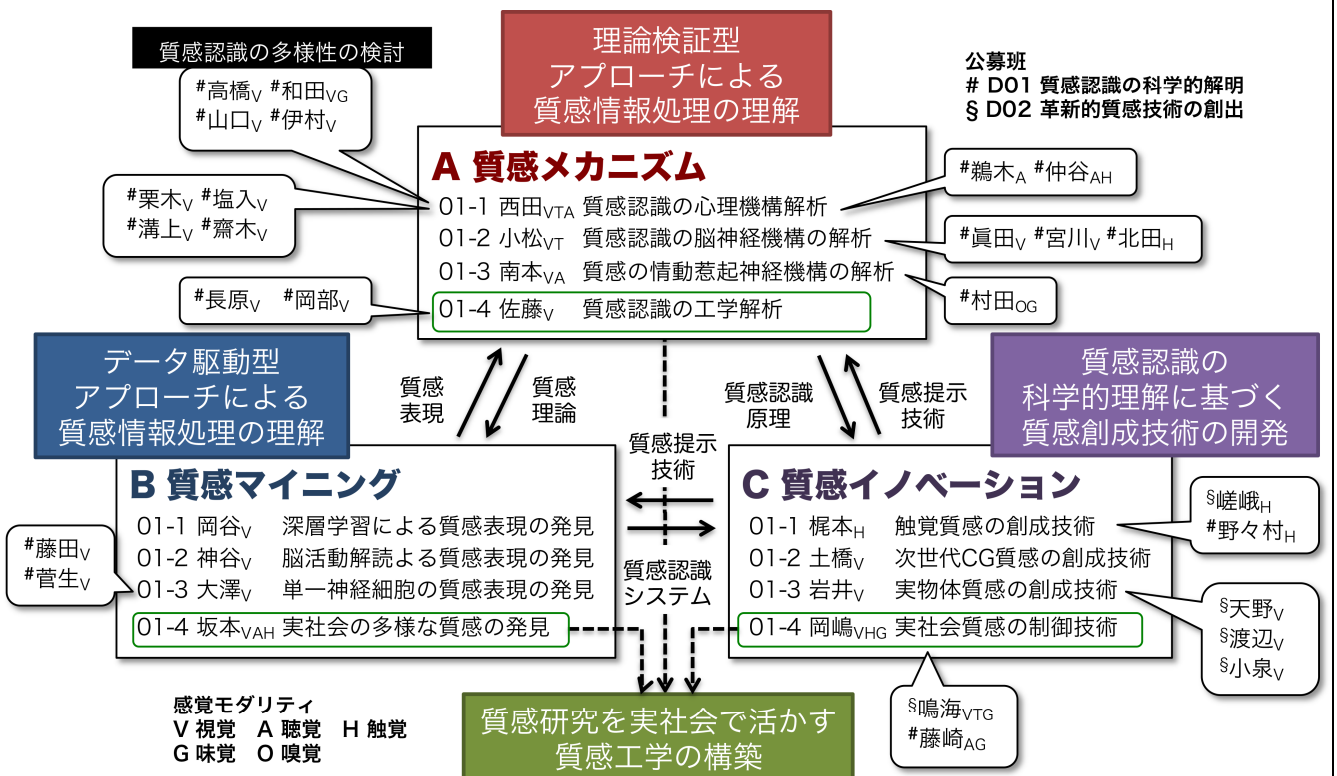 質感認識の多様性の検討
#高橋V #和田VG
#山口V #伊村V
理論検証型
アプローチによる
質感情報処理の理解
公募班
# D01 質感認識の科学的解明
§ D02 革新的質感技術の創出
#栗木V #塩入V
#溝上V #齋木V
#長原V #岡部V
A 質感メカニズム
01-1 西田VTA 質感認識の心理機構解析
01-2 小松VT 質感認識の脳神経機構の解析
01-3 南本VA 質感の情動惹起神経機構の解析
01-4 佐藤V 質感認識の工学解析
#鵜木A #仲谷AH
#眞田V #宮川V #北田H
#村田OG
データ駆動型
アプローチによる
質感情報処理の理解
質感
表現
質感
理論
質感認識
原理
質感提示
技術
質感認識の
科学的理解に基づく
質感創成技術の開発
B 質感マイニング
01-1 岡谷V 深層学習による質感表現の発見
01-2 神谷V 脳活動解読よる質感表現の発見
01-3 大澤V 単一神経細胞の質感表現の発見
01-4 坂本VAH 実社会の多様な質感の発見
#藤田V
#菅生V
質感提示
技術
質感認識
システム
C 質感イノベーション
01-1 梶本H 触覚質感の創成技術
01-2 土橋V 次世代CG質感の創成技術
01-3 岩井V 実物体質感の創成技術
01-4 岡嶋VHG 実社会質感の制御技術
§嵯峨H
#野々村H
§天野V
§渡辺V
§小泉V
§鳴海VTG
#藤崎AG
感覚モダリティ
V 視覚 A 聴覚 H 触覚
G 味覚 O 嗅覚
質感研究を実社会で活かす
質感工学の構築